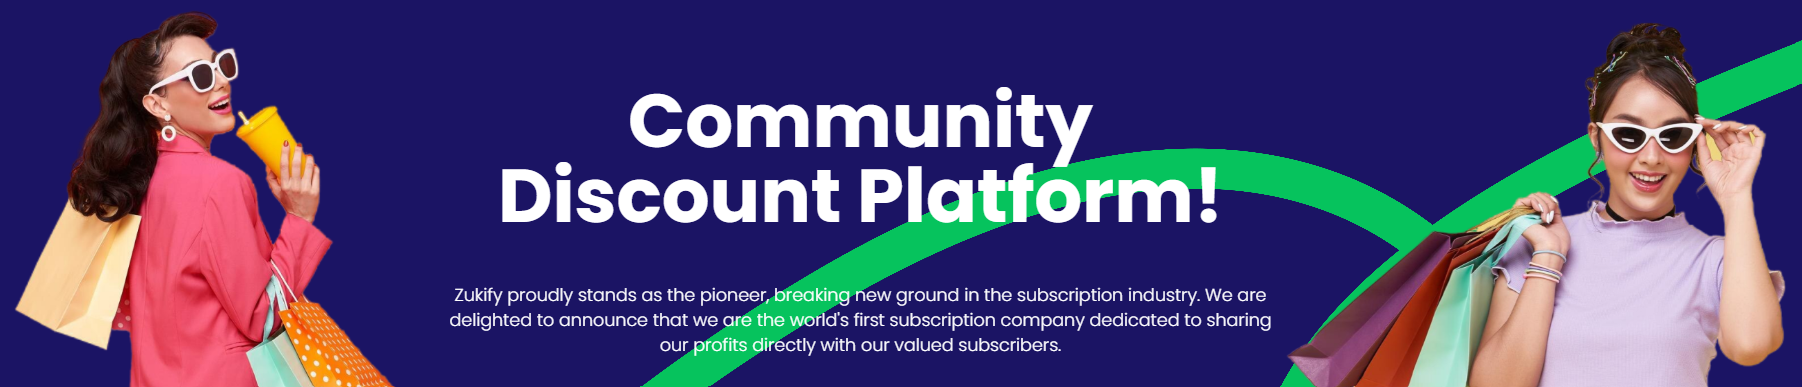 Community
Discount Platform!
Zukify proudly stands as the pioneer, breaking new ground in the subscription industry. We are
delighted to announce that we are the world's first subscription company dedicated to sharing
our profits directly with our valued subscribers.